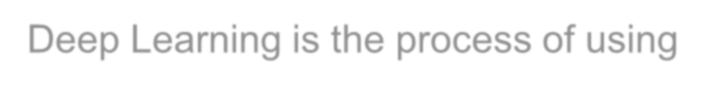 Deep Learning is the process of using